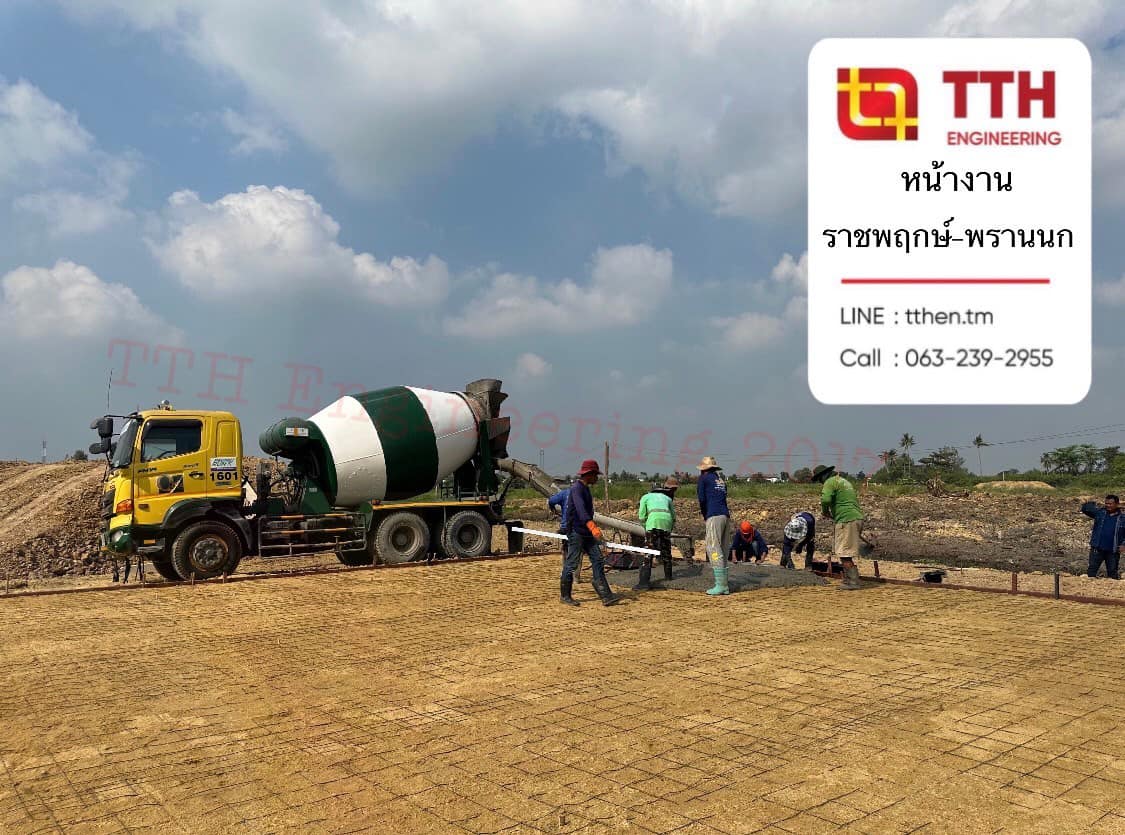 TTH
ENGINEERING
หน้างาน
ราชพฤกษ์-พรานนก
LINE : tthen.tm
Call : 063-239-2955
TTH Engineering 2017
1601